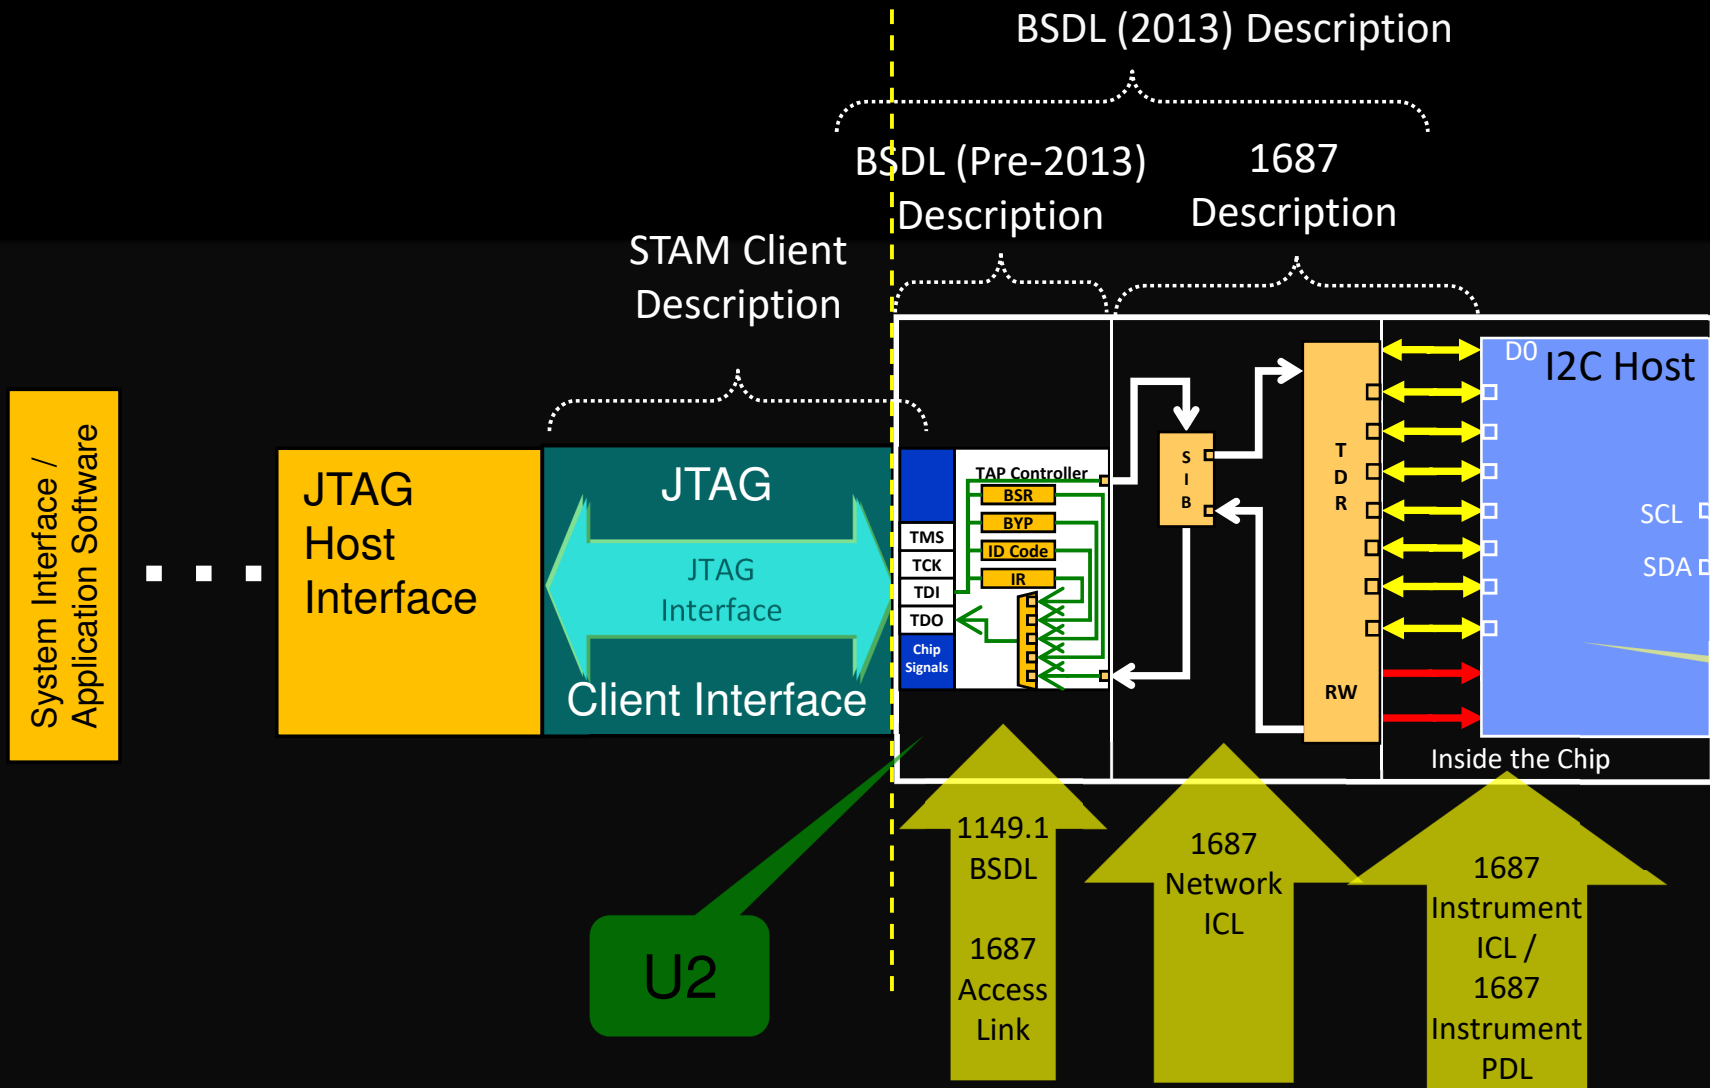 BSDL (2013) Description
BSDL (Pre-2013)
Description
1687
Description
STAM Client
Description
System Interface /
Application Software
JTAG
Host
Interface
JTAG
JTAG
Interface
Client Interface
TMS
TCK
TDI
TDO
Chip
Signals
TAP Controller
BSR
BYP
ID Code
IR
S
I
B
T
D
R
RW
D0
I2C Host
SCL
SDA
Inside the Chip
U2
1149.1
BSDL
1687
Access
Link
1687
Network
ICL
1687
Instrument
ICL /
1687
Instrument
PDL